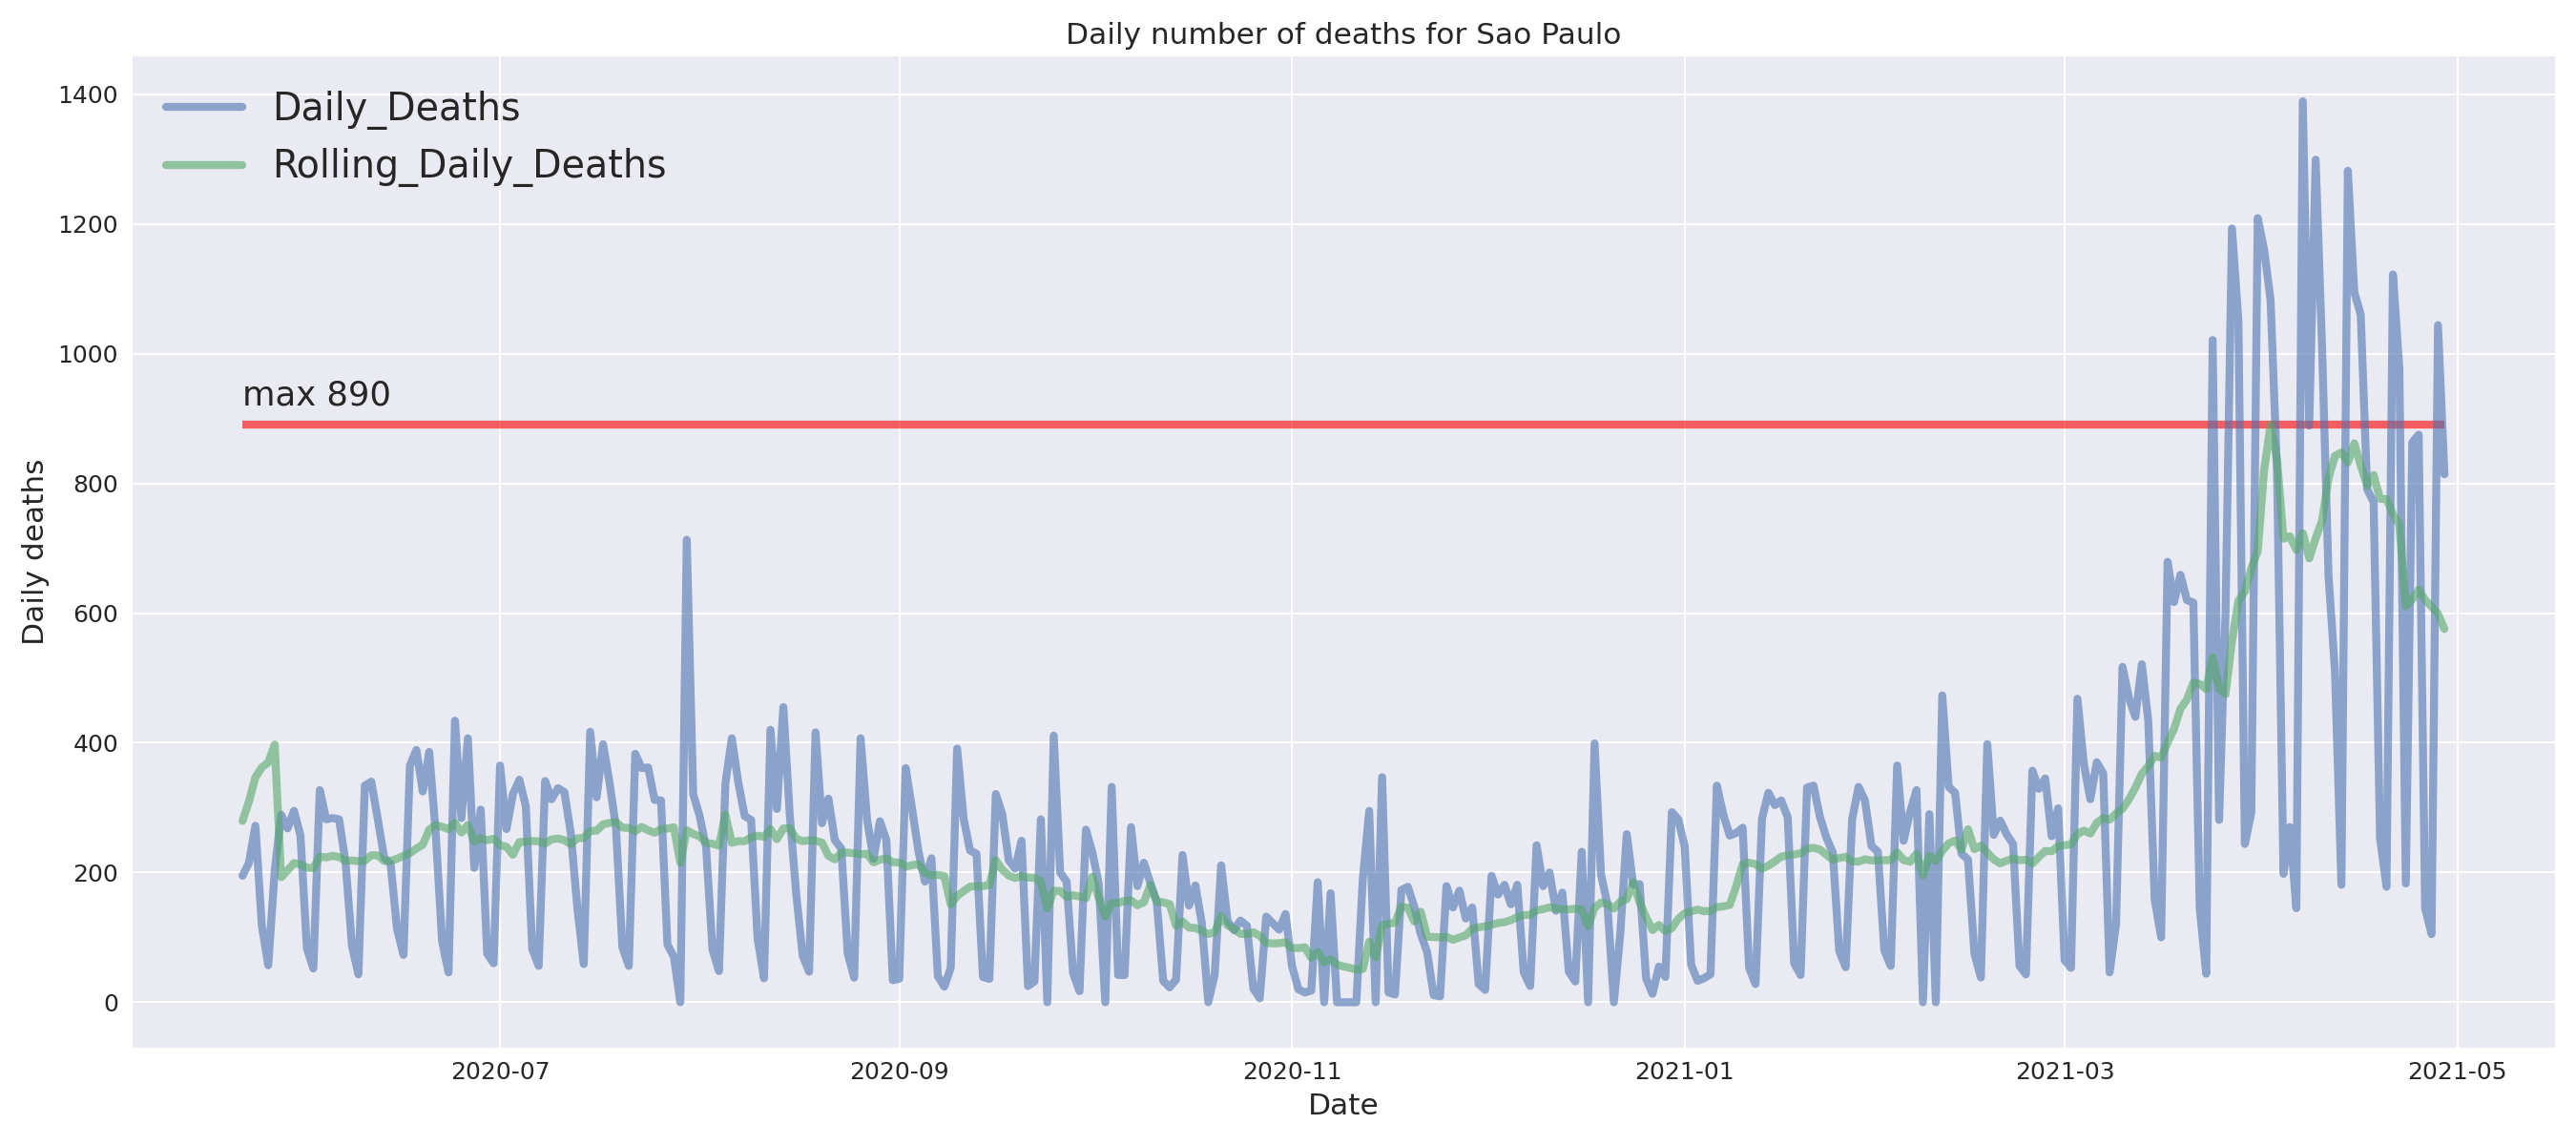 Daily number of deaths for Sao Paulo
1400
1200
1000
800
600
400
200
0
Daily deaths
Daily_Deaths
Rolling_Daily_Deaths
max 890
2020-07
2020-09
2020-11
2021-01
2021-03
2021-05
Date